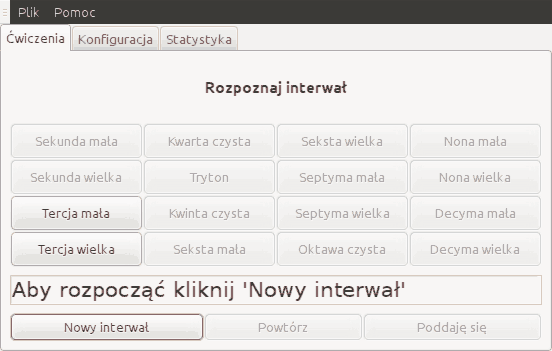 Plik Pomoc
Ćwiczenia Konfiguracja Statystyka
Rozpoznaj interwał
Sekunda mała Kwarta czysta Seksta wielka Nona mała
Sekunda wielka Tryton Septyma mała Nona wielka
Tercja mała Kwinta czysta Septyma wielka Decyma mała
Tercja wielka Seksta mała Oktawa czysta Decyma wielka
Aby rozpocząć kliknij 'Nowy interwał'
Nowy interwał Powtórz Poddaję się